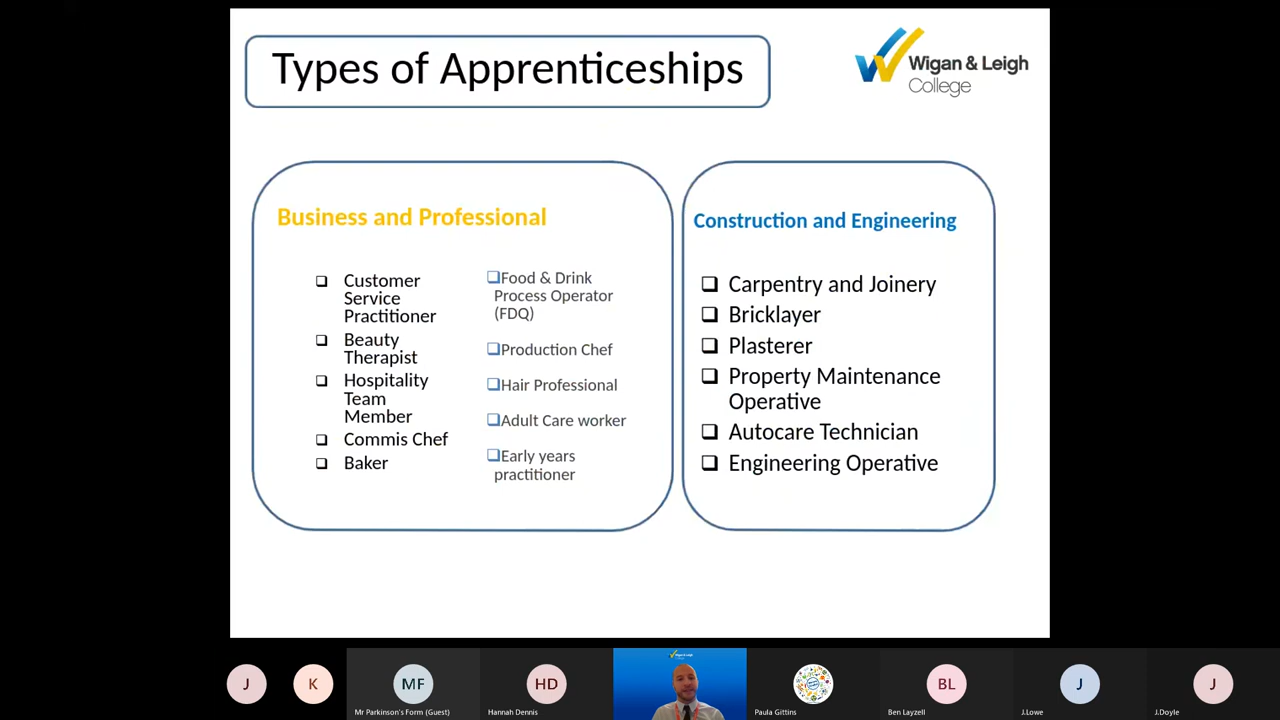 Types of Apprenticeships
Wigan & Leigh
College
Business and Professional
Customer
Service
Practitioner
Beauty
Therapist
Hospitality
Team
Member
Commis Chef
Baker
Food & Drink
Process Operator
(FDQ)
Production Chef
Hair Professional
Adult Care worker
Early years
practitioner
Construction and Engineering
Carpentry and Joinery
Bricklayer
Plasterer
Property Maintenance
Operative
Autocare Technician
Engineering Operative
J
K
MF
Mr Parkinson's Form (Guest)
HD
Hannah Dennis
Wigan & Leigh
Paula Gittins
BL
Ben Layzell
J
J.Lowe
J
J.Doyle